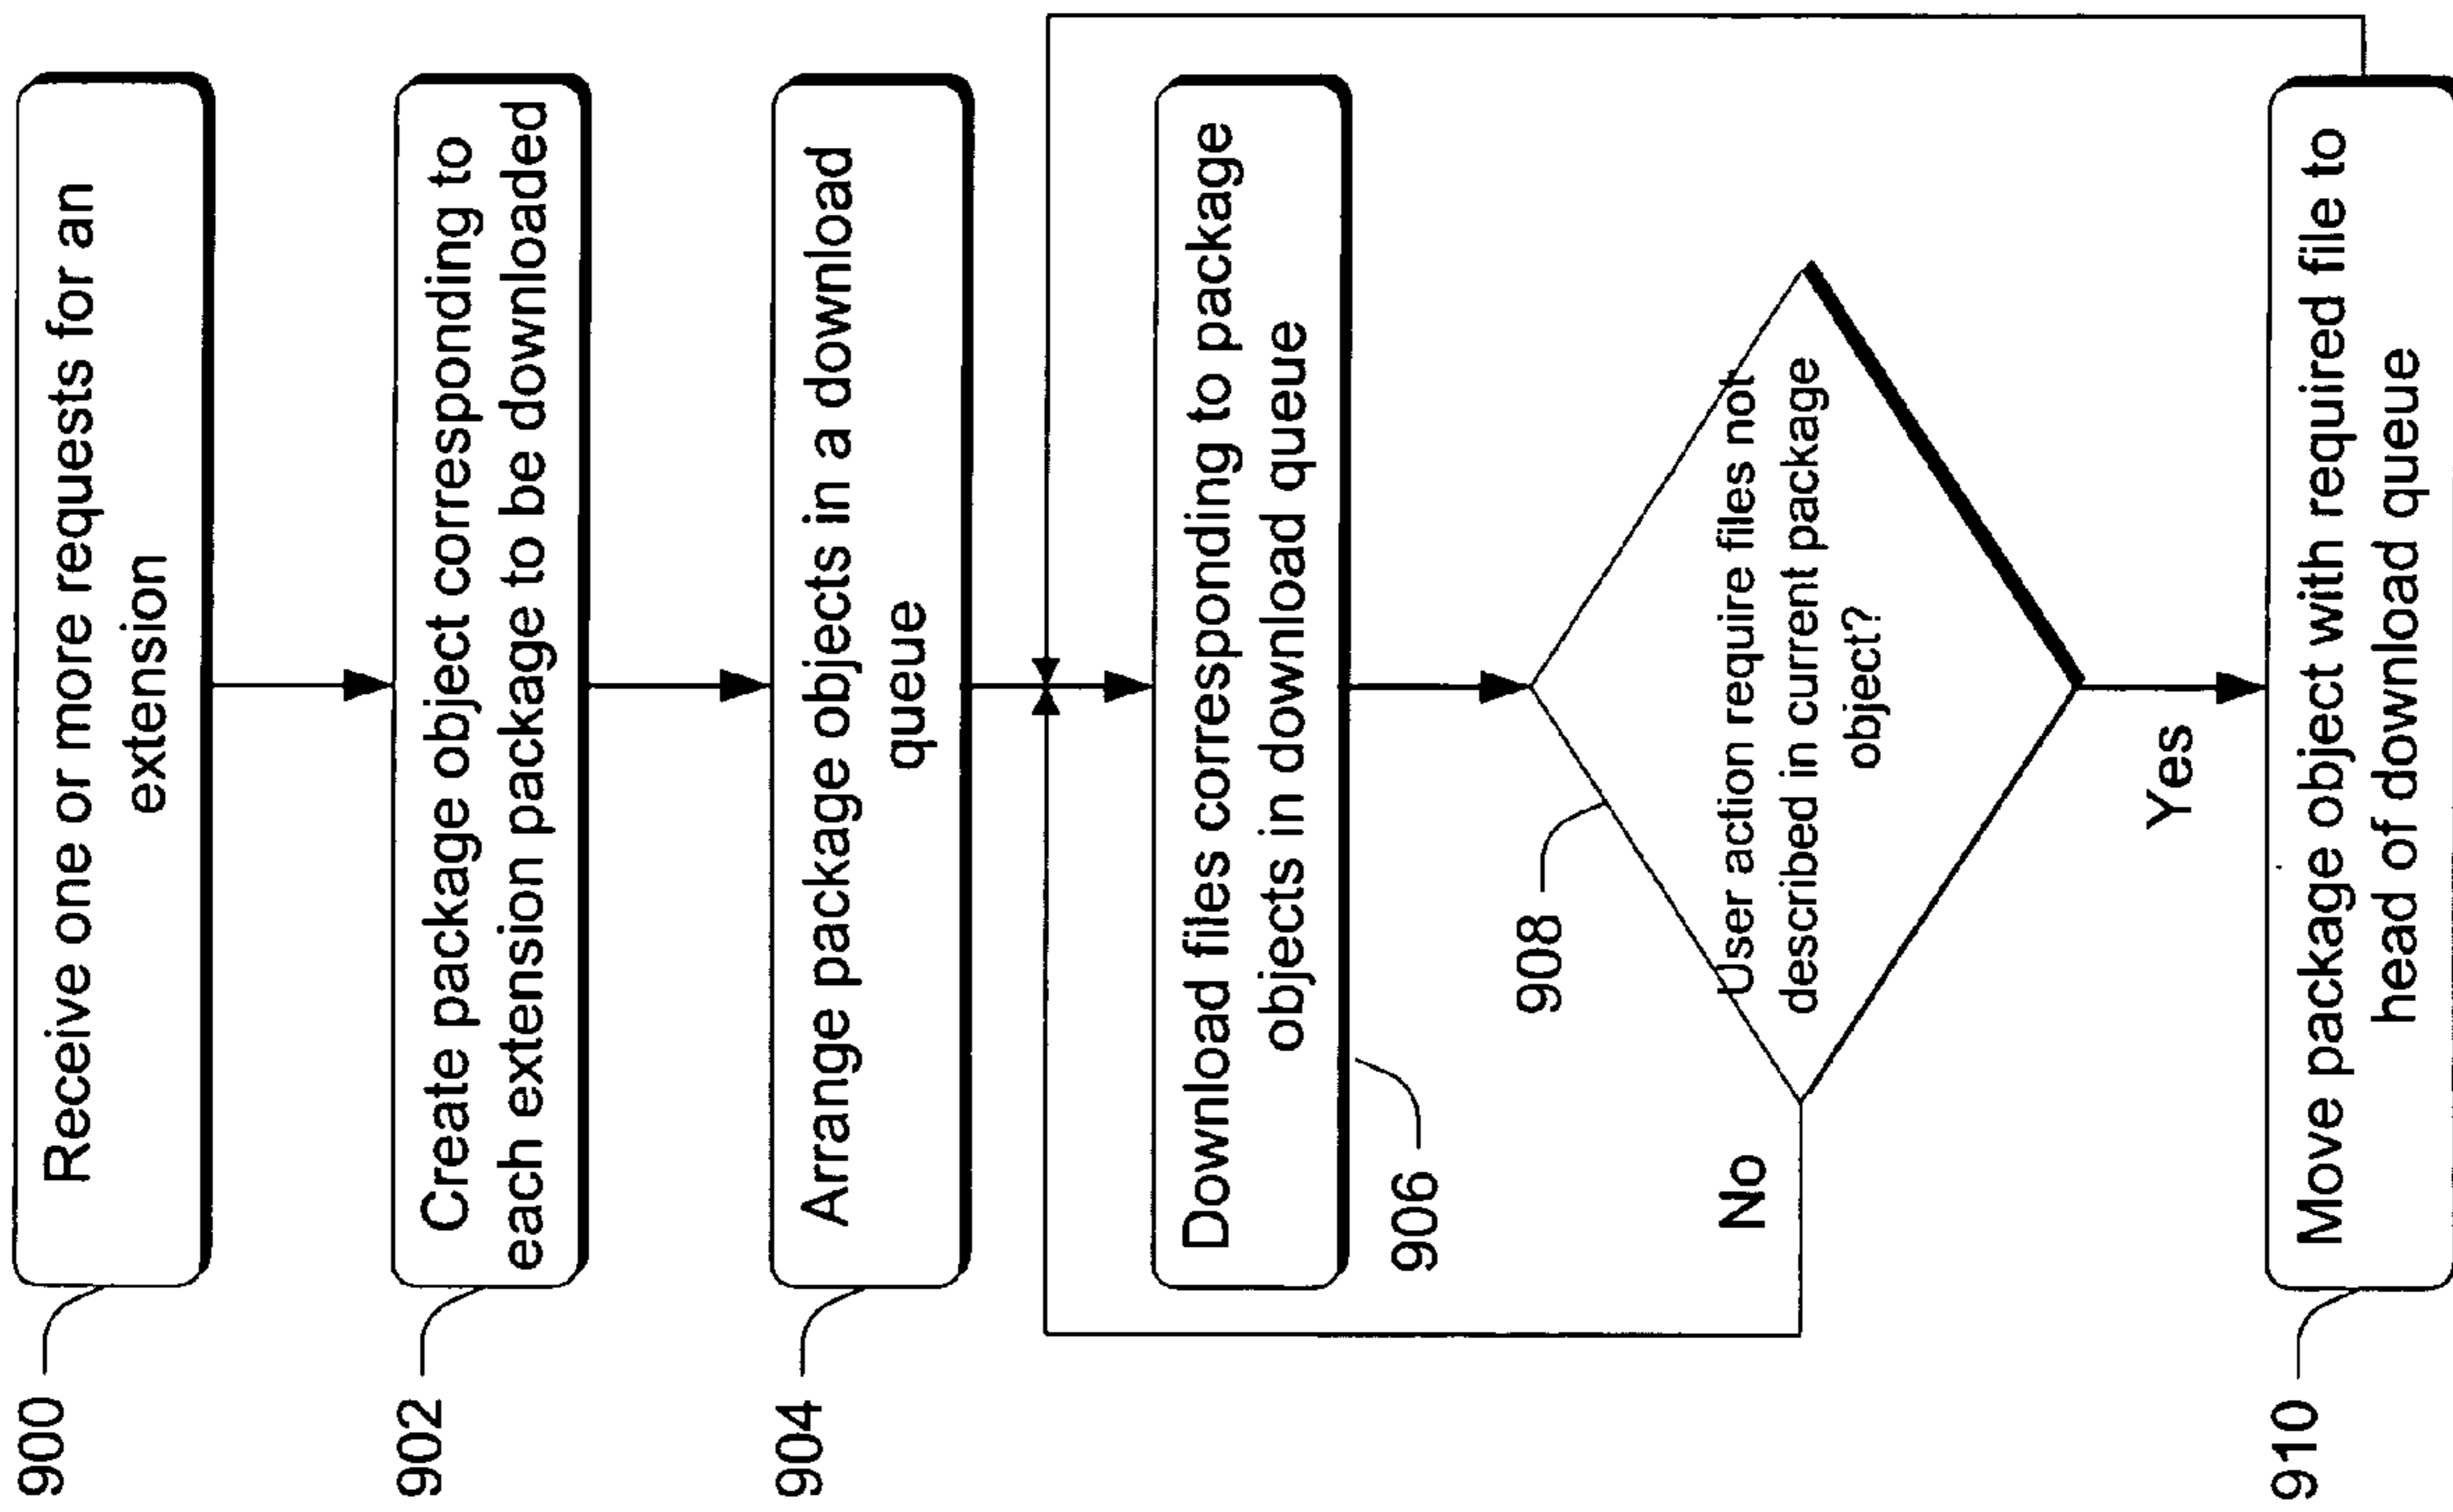 900
Receive one or more requests for an
extension
902
Create package object corresponding to
each extension package to be downloaded
904
Arrange package objects in a download
queue
Download files corresponding to package
objects in download queue
906
908
User action require files not
described in current package
object?
No
Yes
910
Move package object with required file to
head of download queue